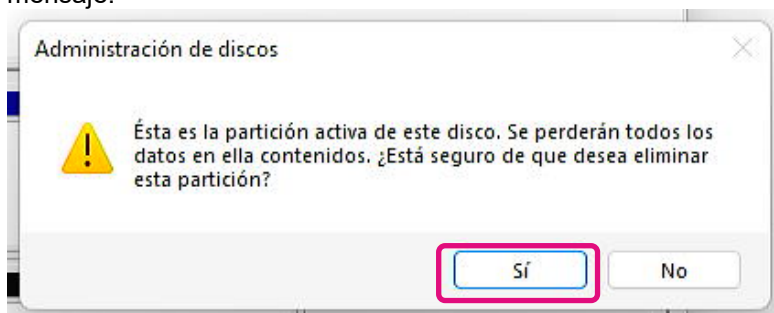 mensaje:
Administración de discos
Ésta es la partición activa de este disco. Se perderán todos los
datos en ella contenidos. ¿Está seguro de que desea eliminar
esta partición?
Sí
No